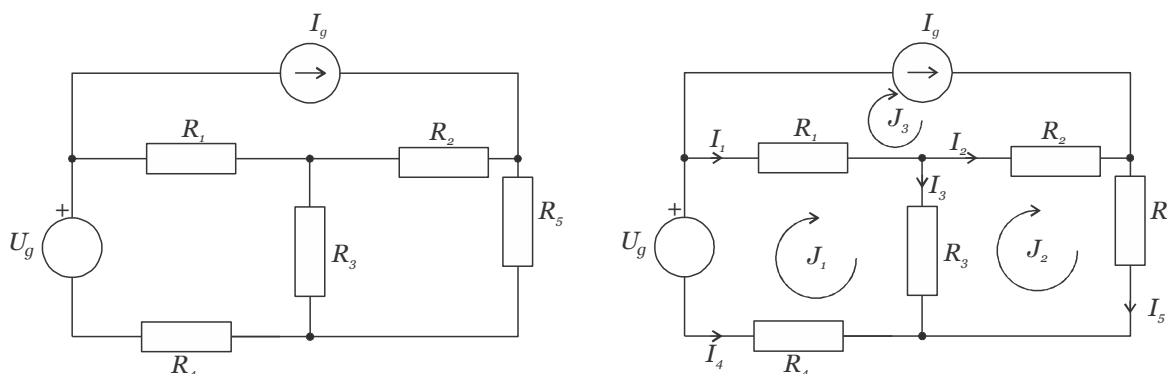 I_g
R_1
R_2
+
U_g
R_3
R_5
R_4
I_g
J_3
I_1
R_1
I_2
R_2
I_3
+
U_g
J_1
R_3
J_2
R
I_5
I_4
R_4